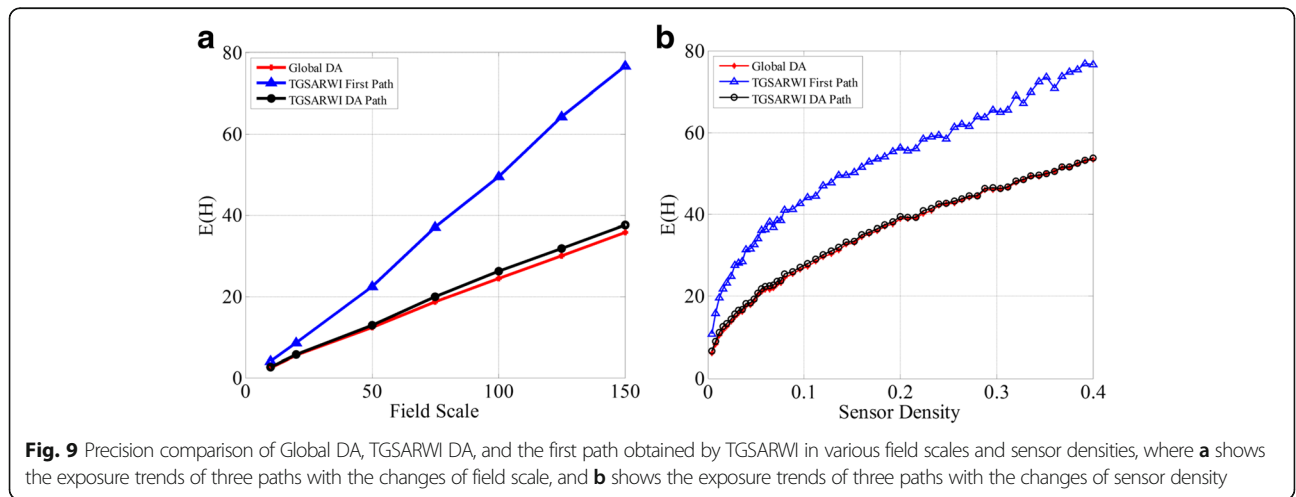 a
80
60
40
20
0
E(H)
Global DA
TGSARWI First Path
TGSARWI DA Path
0 50 100 150
Field Scale
b
80
60
40
20
0
E(H)
Global DA
TGSARWI First Path
TGSARWI DA Path
0 0.1 0.2 0.3 0.4
Sensor Density
Fig. 9 Precision comparison of Global DA, TGSARWI DA, and the first path obtained by TGSARWI in various field scales and sensor densities, where a shows
the exposure trends of three paths with the changes of field scale, and b shows the exposure trends of three paths with the changes of sensor density